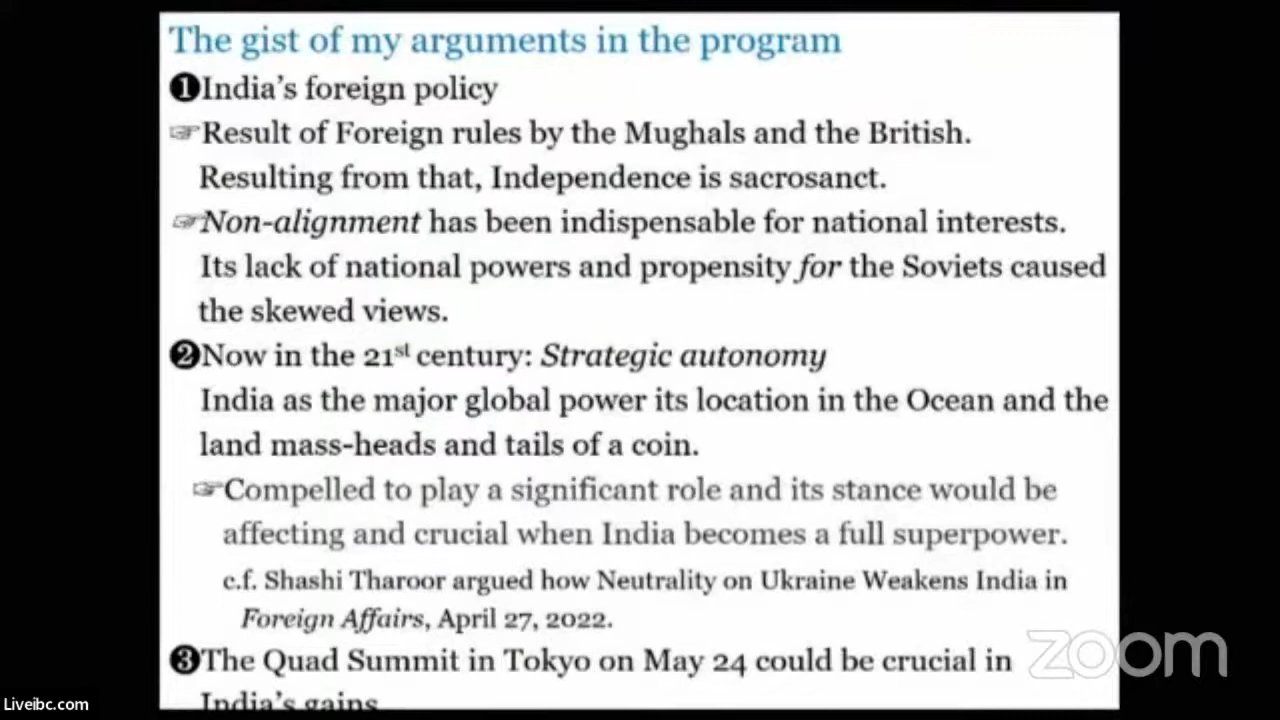 The gist of my arguments in the program
❶India's foreign policy
☞Result of Foreign rules by the Mughals and the British.
Resulting from that, Independence is sacrosanct.
☞Non-alignment has been indispensable for national interests.
Its lack of national powers and propensity for the Soviets caused
the skewed views.
❷Now in the 21st century: Strategic autonomy
India as the major global power its location in the Ocean and the
land mass-heads and tails of a coin.
☞Compelled to play a significant role and its stance would be
affecting and crucial when India becomes a full superpower.
c.f. Shashi Tharoor argued how Neutrality on Ukraine Weakens India in
Foreign Affairs, April 27, 2022.
❸The Quad Summit in Tokyo on May 24 could be crucial in
India's gains
zoom
Liveibc.com